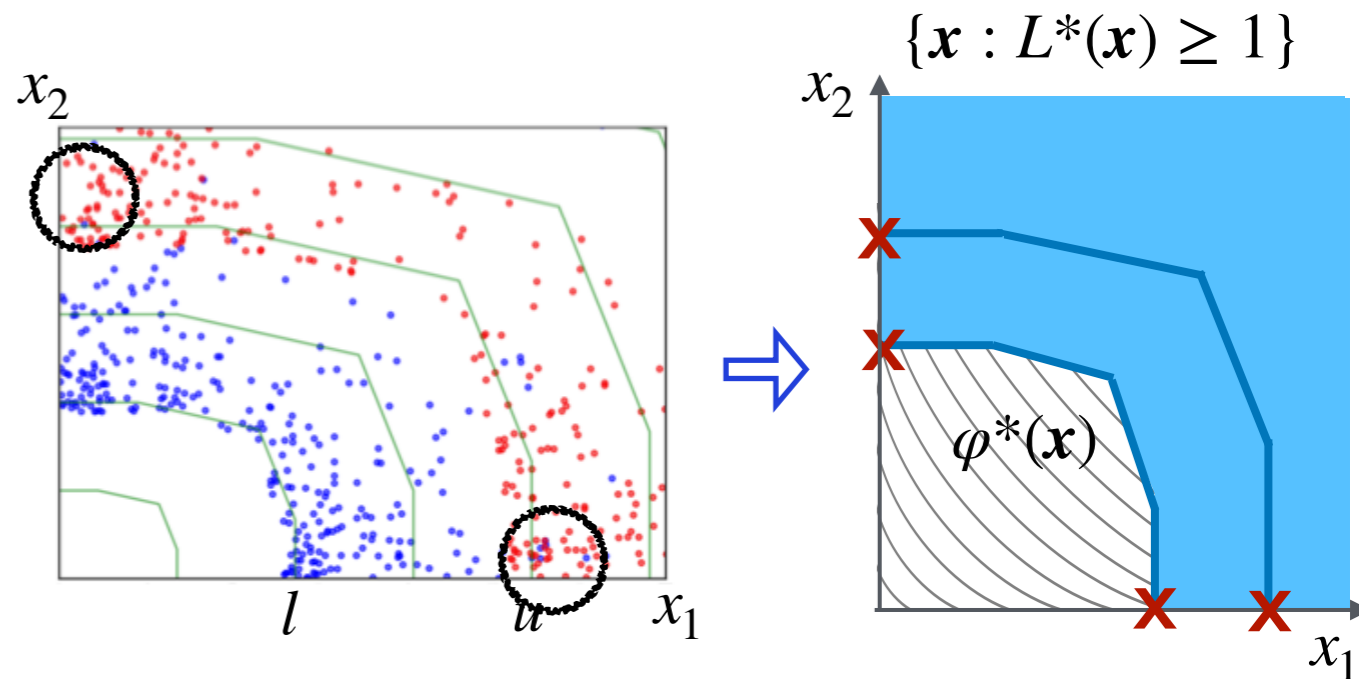 {x : L*(x) ≥ 1}
x₂
x₂
φ*(x)
l
u
x₁
x₁